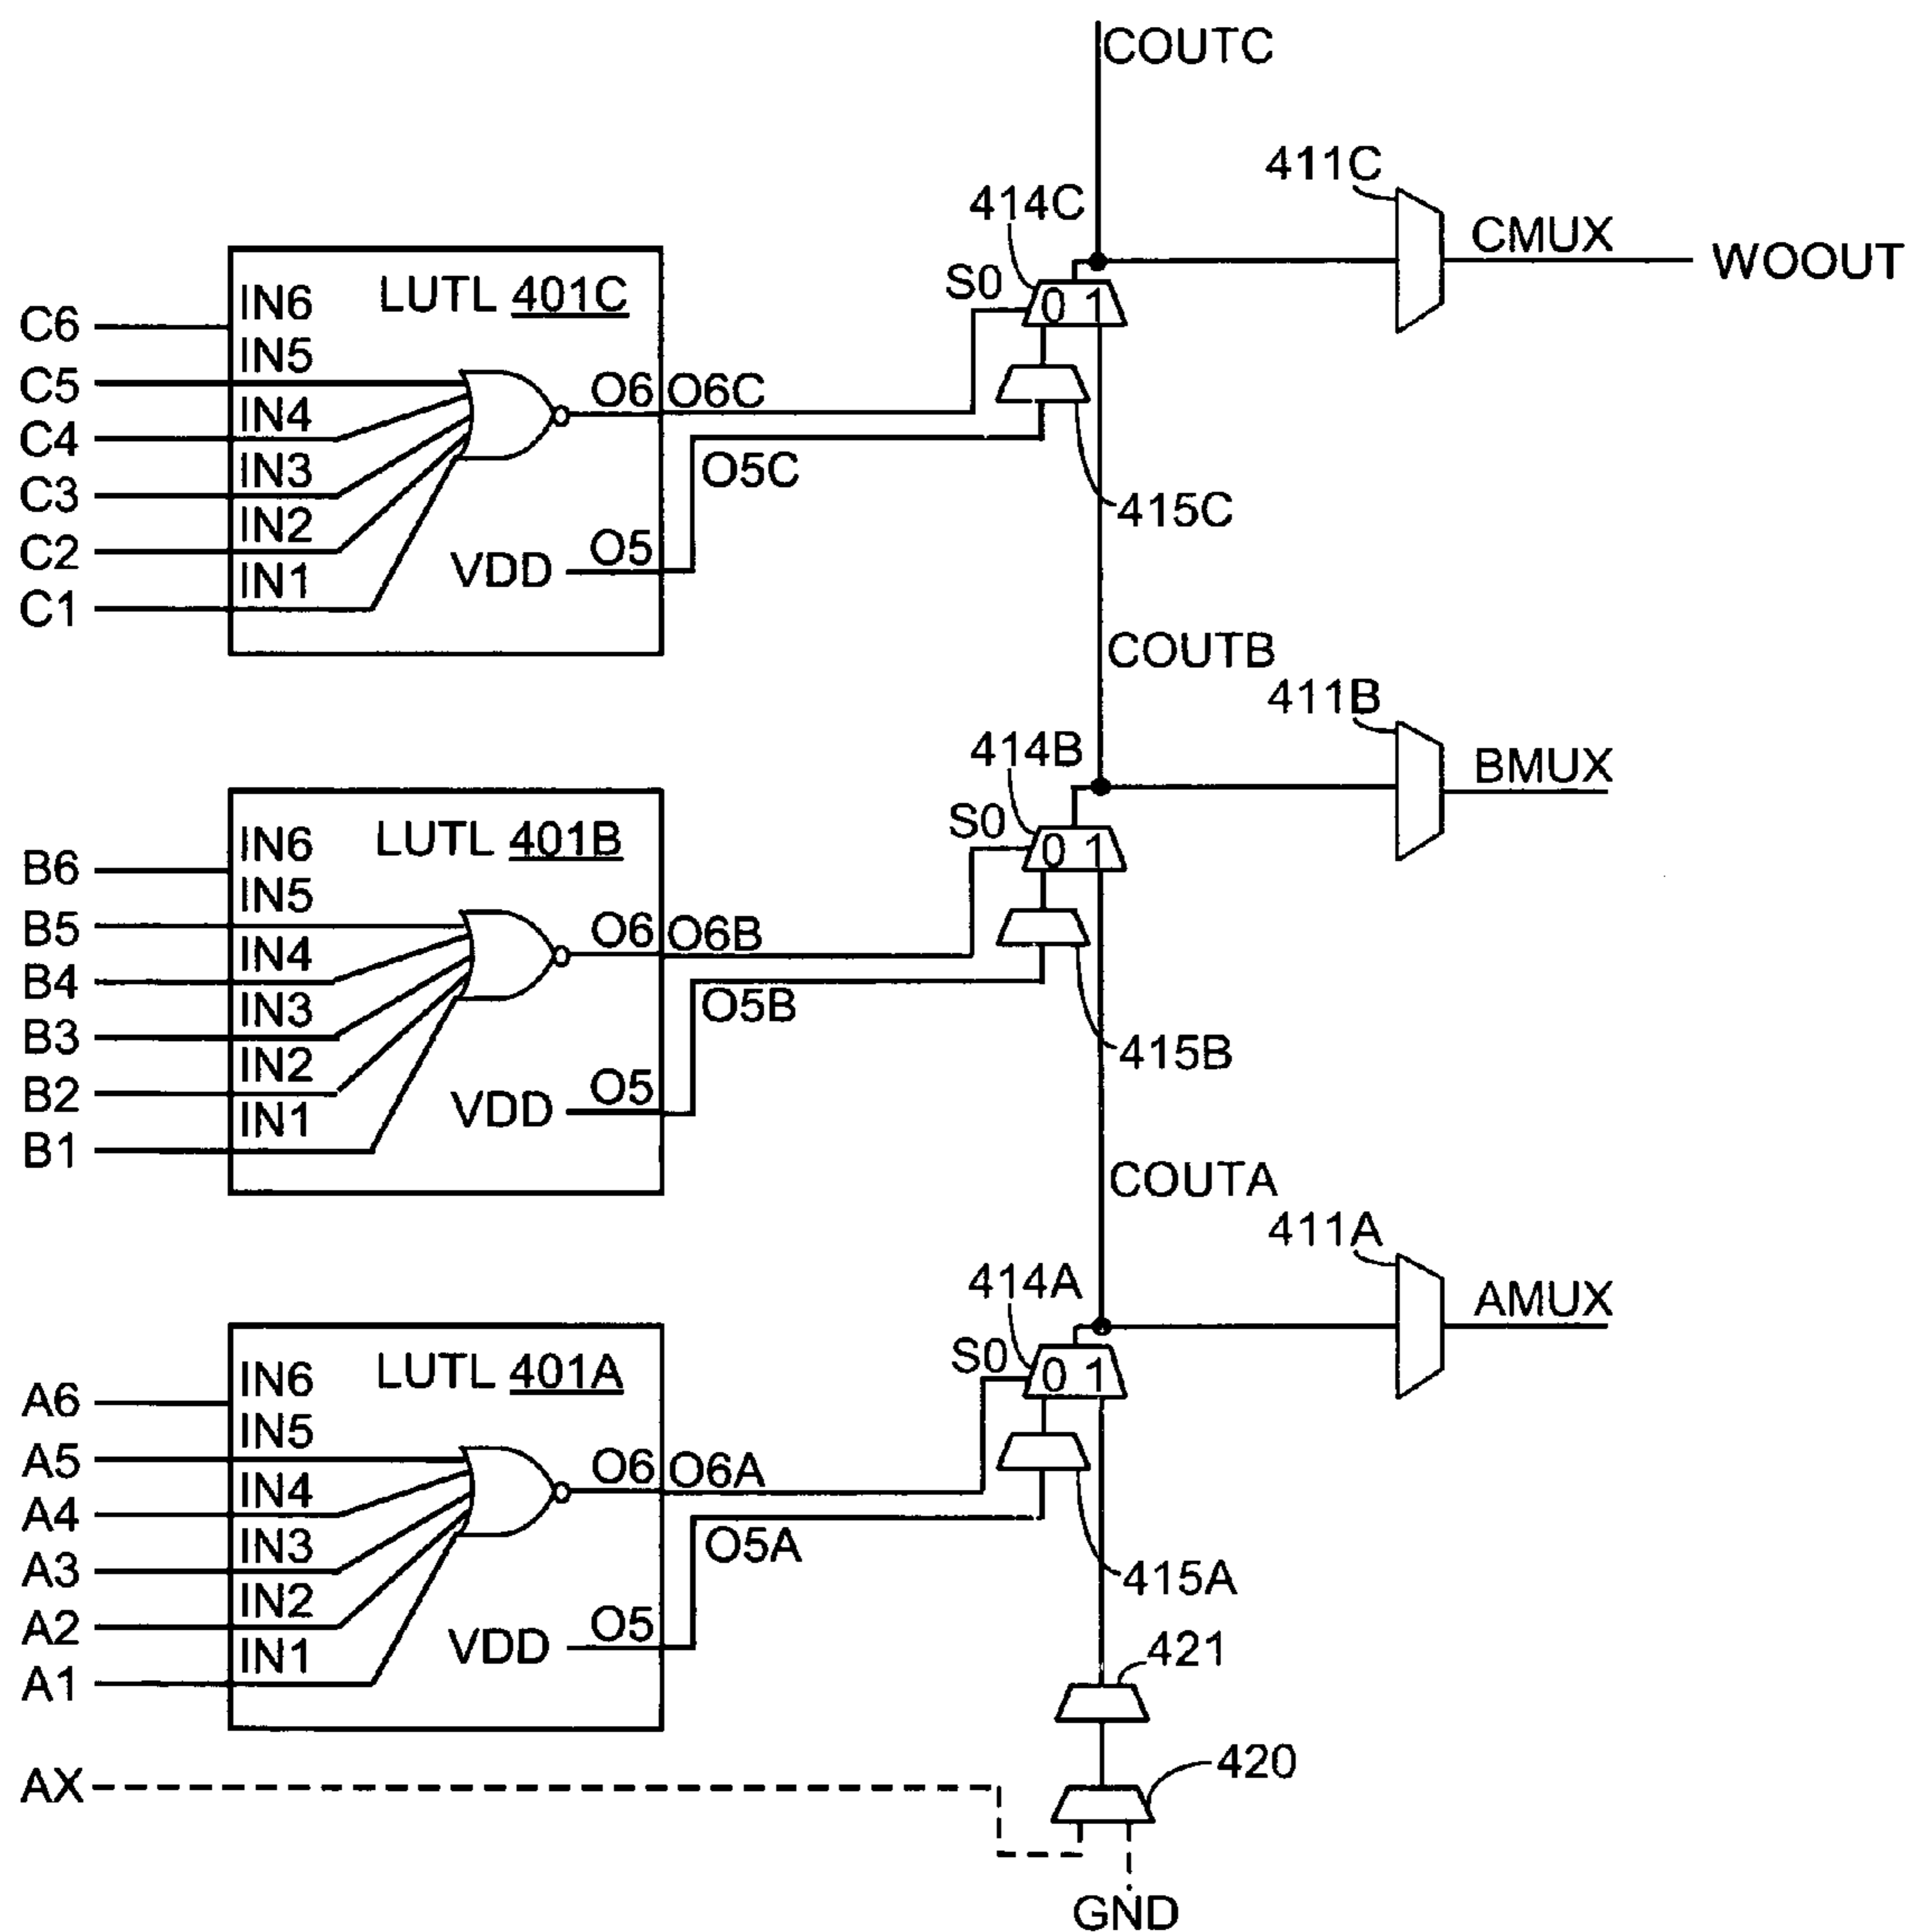 COUTC
411C
414C
CMUX
WOOUT
S0
0 1
LUTL 401C
IN6
C6
IN5
C5
O6
O6C
IN4
C4
IN3
O5C
C3
415C
IN2
C2
VDD
O5
IN1
C1
COUTB
411B
414B
BMUX
S0
0 1
LUTL 401B
IN6
B6
IN5
B5
O6
O6B
IN4
B4
O5B
IN3
B3
415B
IN2
B2
VDD
O5
IN1
B1
COUTA
411A
414A
AMUX
S0
0 1
LUTL 401A
IN6
A6
IN5
A5
O6
O6A
IN4
A4
O5A
IN3
A3
415A
IN2
A2
VDD
O5
IN1
A1
421
420
AX
GND